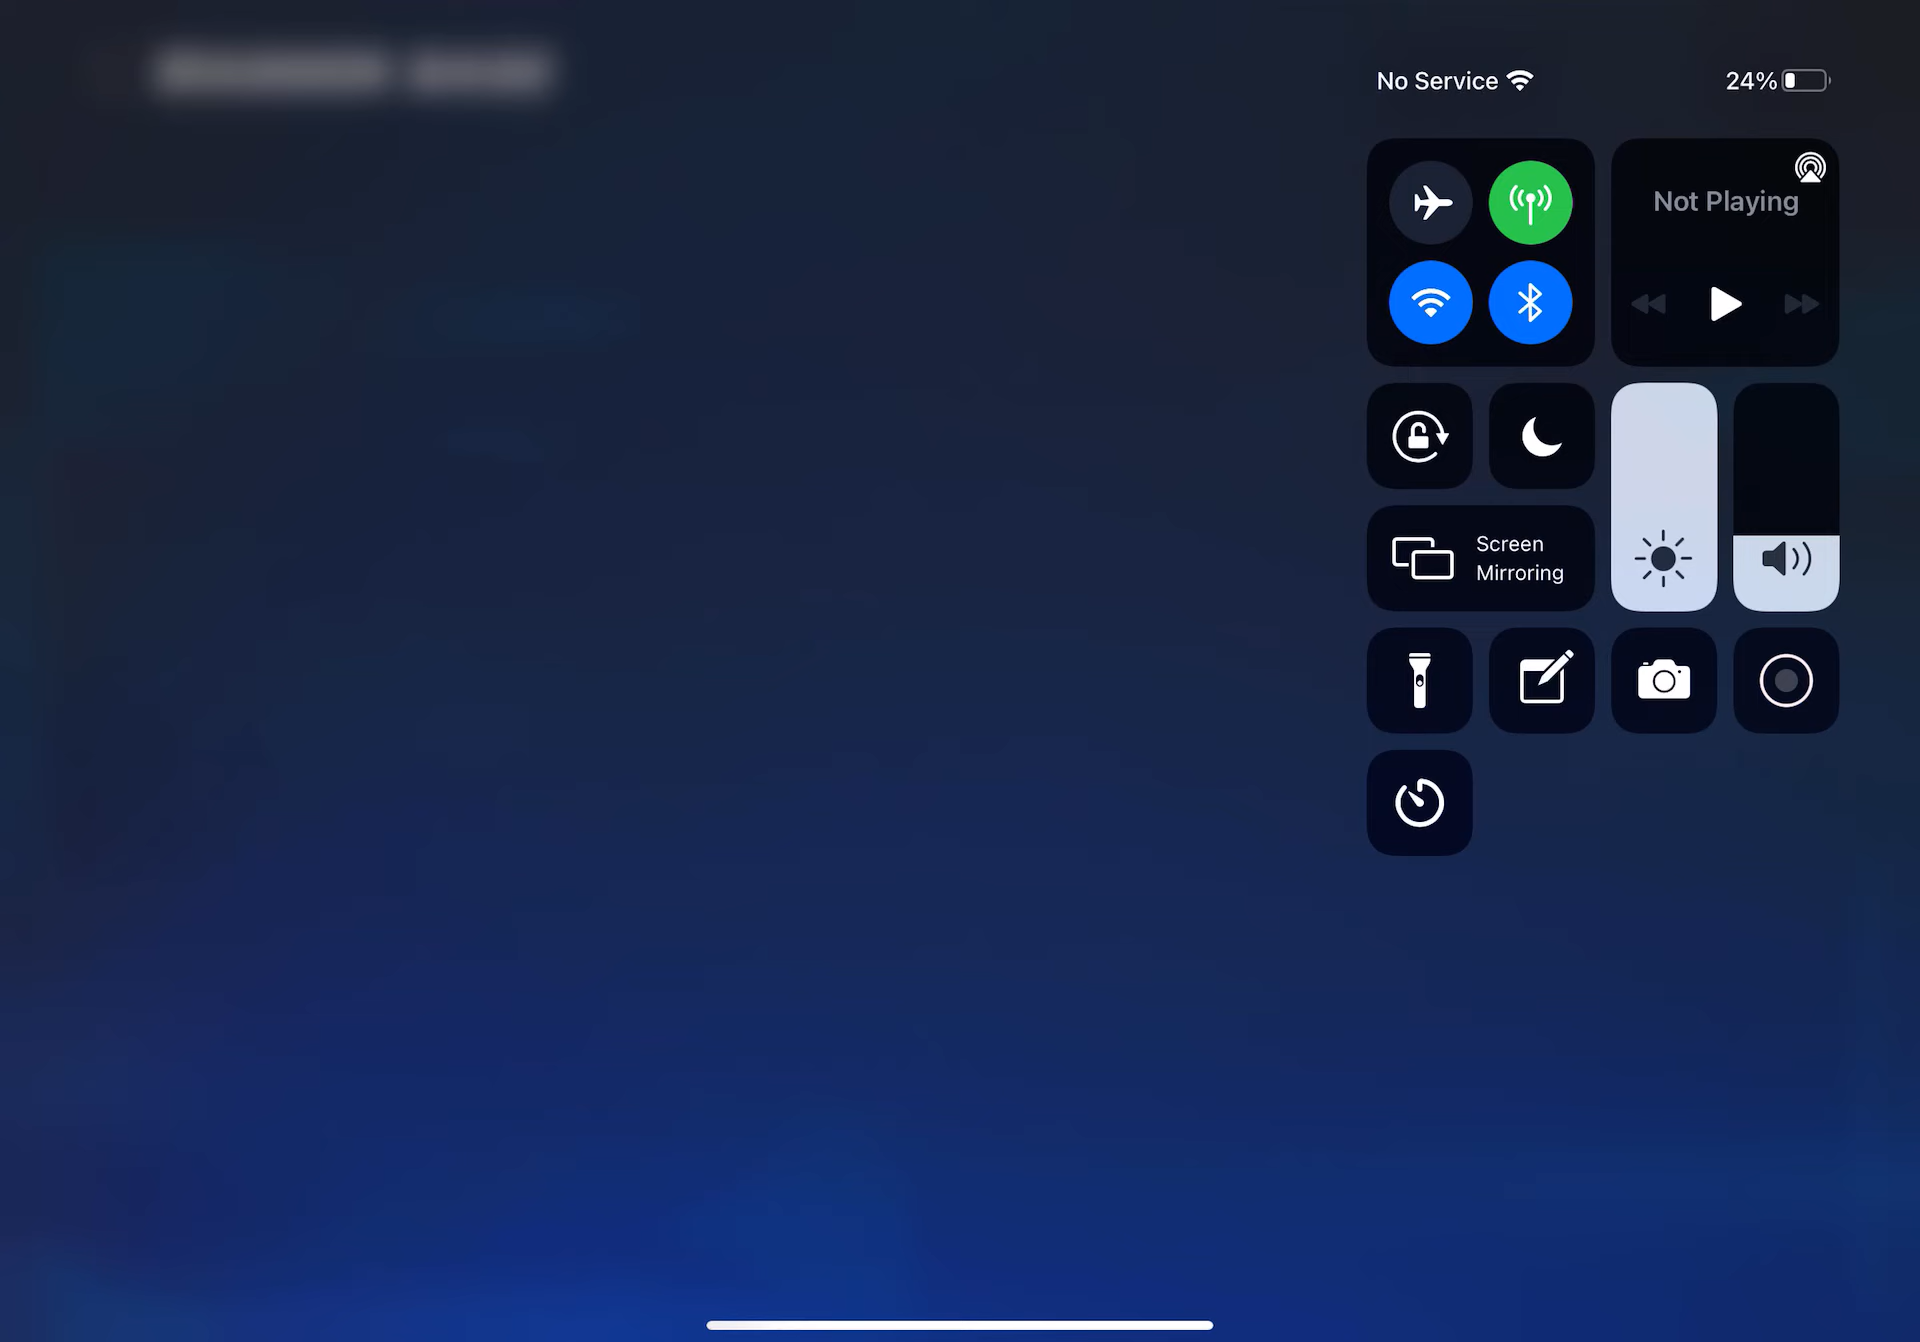 No Service
24%
Not Playing
Screen
Mirroring